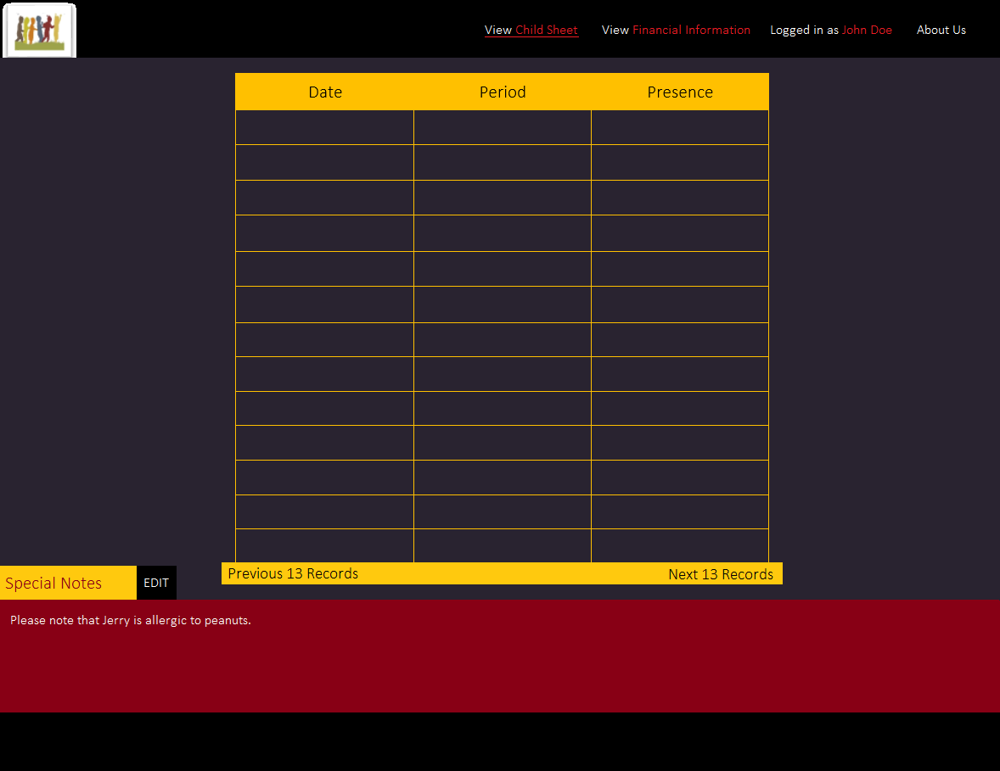 View Child Sheet View Financial Information Logged in as John Doe About Us
Date Period Presence
Previous 13 Records Next 13 Records
Special Notes EDIT
Please note that Jerry is allergic to peanuts.